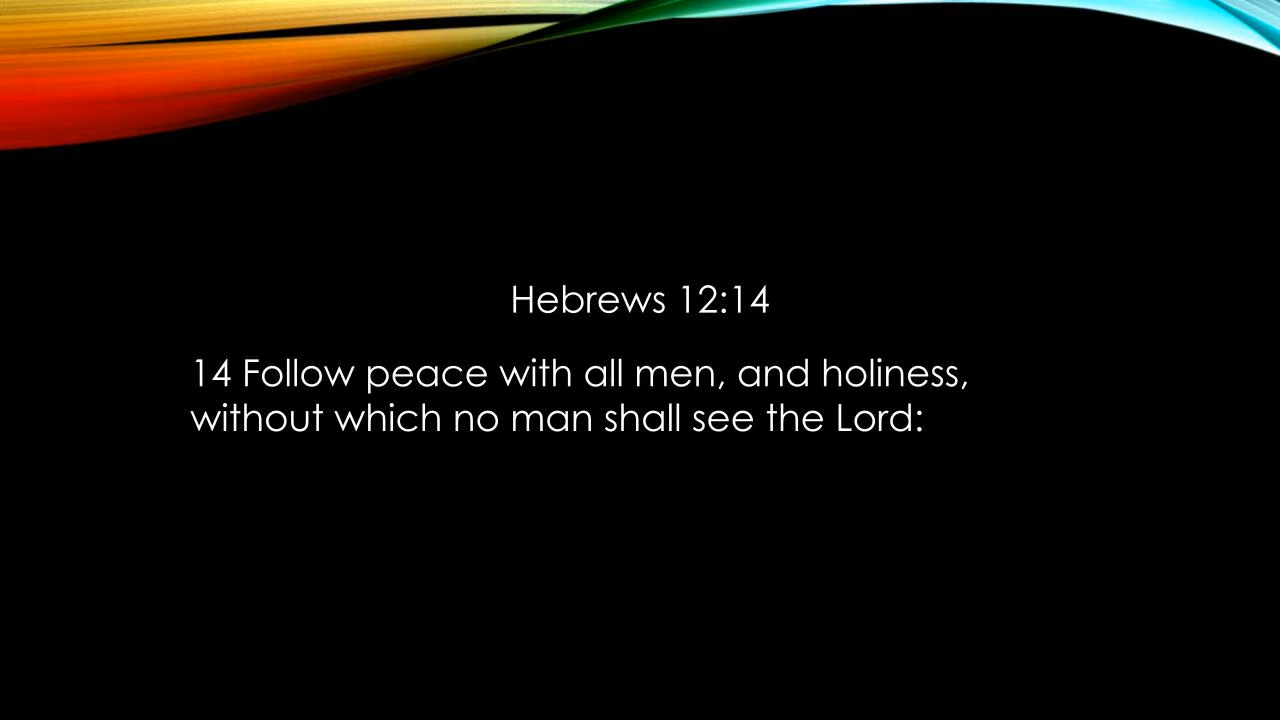 Hebrews 12:14
14 Follow peace with all men, and holiness,
without which no man shall see the Lord: